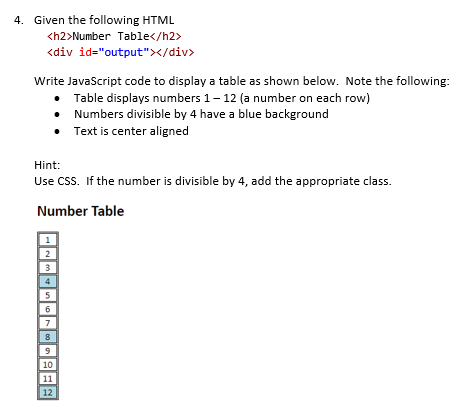 4. Given the following HTML
<h2>Number Table</h2>
<div id="output"></div>
Write JavaScript code to display a table as shown below. Note the following:
• Table displays numbers 1 – 12 (a number on each row)
• Numbers divisible by 4 have a blue background
• Text is center aligned
Hint:
Use CSS. If the number is divisible by 4, add the appropriate class.
Number Table
1
2
3
4
5
6
7
8
9
10
11
12